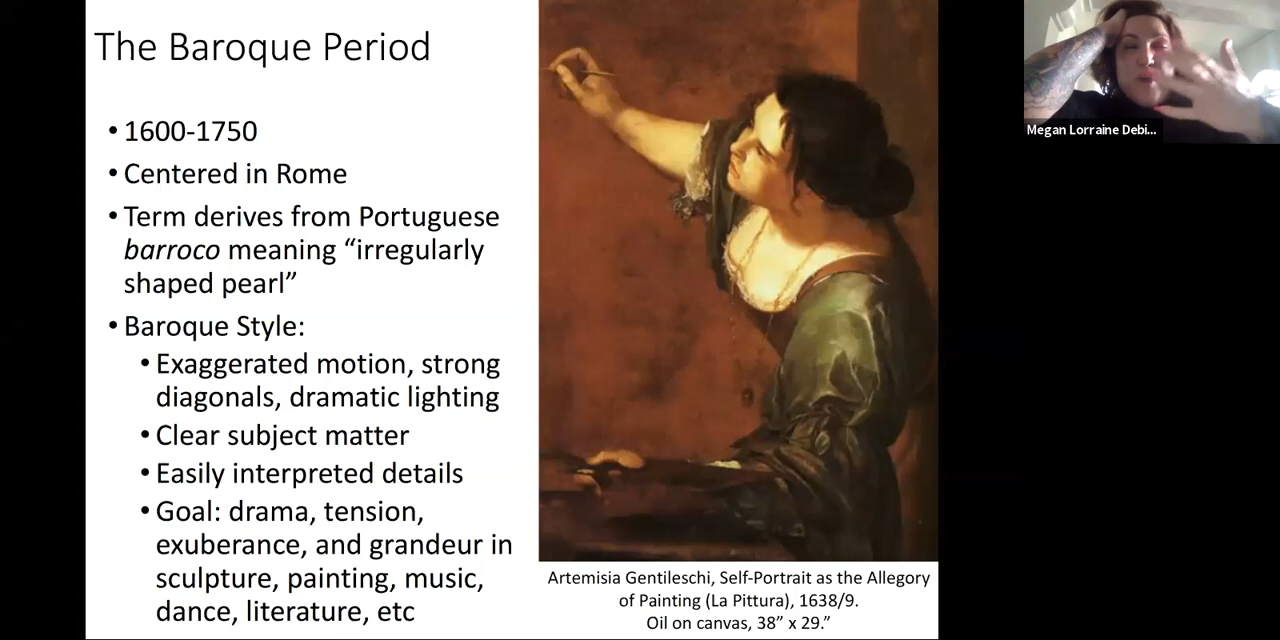 The Baroque Period
• 1600-1750
• Centered in Rome
• Term derives from Portuguese
barroco meaning “irregularly
shaped pearl”
• Baroque Style:
• Exaggerated motion, strong
diagonals, dramatic lighting
• Clear subject matter
• Easily interpreted details
• Goal: drama, tension,
exuberance, and grandeur in
sculpture, painting, music,
dance, literature, etc
Artemisia Gentileschi, Self-Portrait as the Allegory
of Painting (La Pittura), 1638/9.
Oil on canvas, 38” x 29.”
Megan Lorraine Debi...